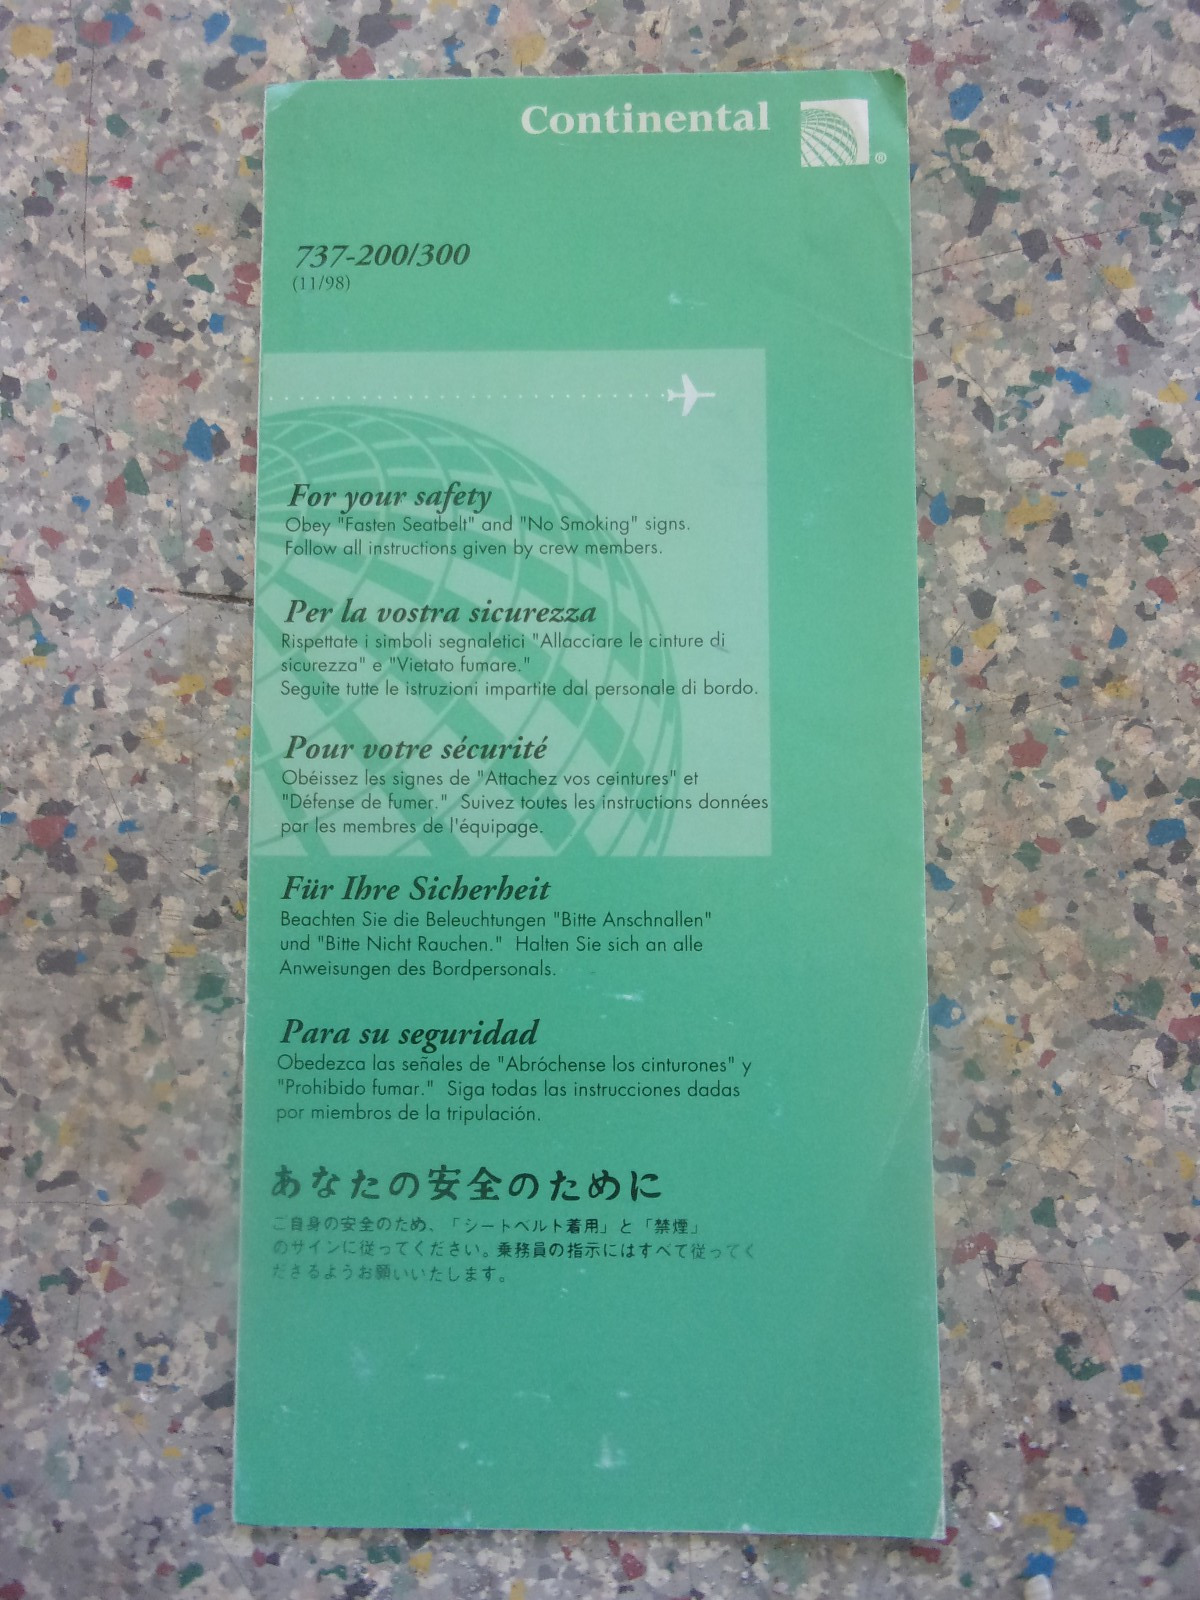 Continental
®
737-200/300
(11/98)
For your safety
Obey "Fasten Seatbelt" and "No Smoking" signs.
Follow all instructions given by crew members.
Per la vostra sicurezza
Rispettate i simboli segnaletici "Allacciare le cinture di
sicurezza" e "Vietato fumare."
Seguite tutte le istruzioni impartite dal personale di bordo.
Pour votre sécurité
Obéissez les signes de "Attachez vos ceintures" et
"Défense de fumer."  Suivez toutes les instructions données
par les membres de l'équipage.
Für Ihre Sicherheit
Beachten Sie die Beleuchtungen "Bitte Anschnallen"
und "Bitte Nicht Rauchen."  Halten Sie sich an alle
Anweisungen des Bordpersonals.
Para su seguridad
Obedezca las señales de "Abróchense los cinturones" y
"Prohibido fumar."  Siga todas las instrucciones dadas
por miembros de la tripulación.
あなたの安全のために
ご自身の安全のため、「シートベルト着用」と「禁煙」
のサインに従ってください。乗務員の指示にはすべて従ってく
ださるようお願いいたします。